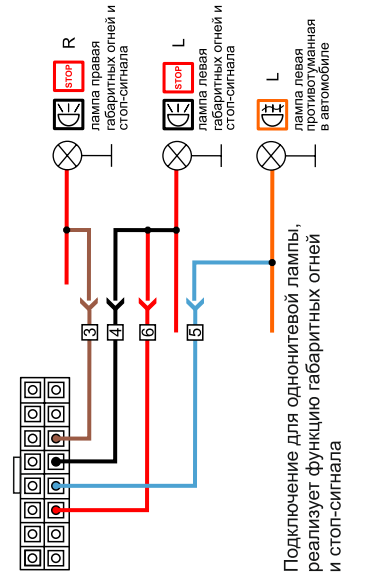 R
STOP
лампа правая
габаритных огней и
стоп-сигнала
L
STOP
лампа левая
габаритных огней и
стоп-сигнала
L
лампа левая
противотуманная
в автомобиле
3
4
6
5
Подключение для однонитевой лампы,
реализует функцию габаритных огней
и стоп-сигнала